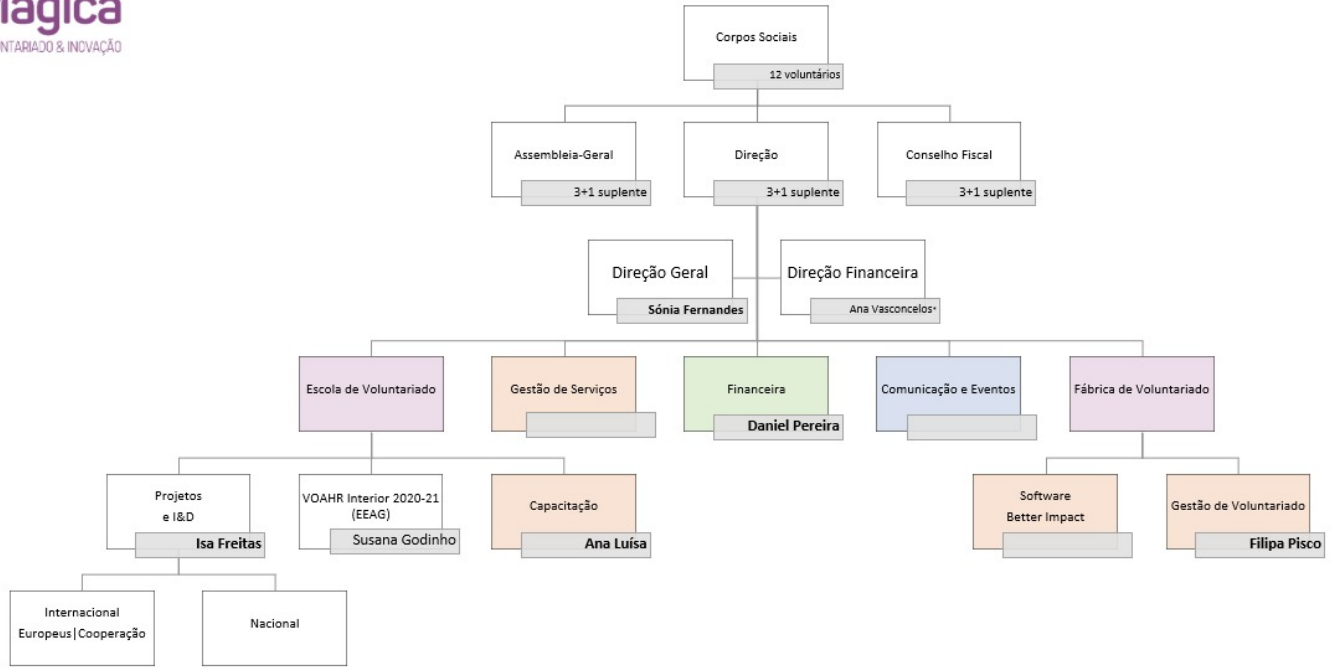 Mágica
NTARIADO & INOVAÇÃO
Corpos Sociais
12 voluntários
Assembleia-Geral
3+1 suplente
Direção
3+1 suplente
Conselho Fiscal
3+1 suplente
Direção Geral
Sónia Fernandes
Direção Financeira
Ana Vasconcelos*
Escola de Voluntariado
Gestão de Serviços
Financeira
Daniel Pereira
Comunicação e Eventos
Fábrica de Voluntariado
Projetos
e I&D
Isa Freitas
VOAHR Interior 2020-21
(EEAG)
Susana Godinho
Capacitação
Ana Luísa
Software
Better Impact
Gestão de Voluntariado
Filipa Pisco
Internacional
Europeus|Cooperação
Nacional